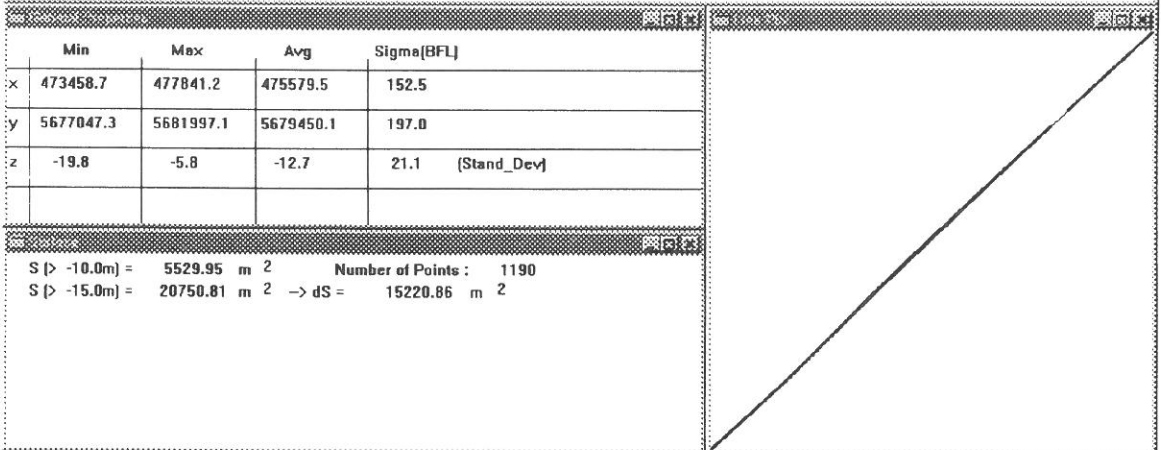 Min Max Avg Sigma(BFL)
x 473458.7 477841.2 475579.5 152.5
y 5677047.3 5681997.1 5679450.1 197.0
z -19.8 -5.8 -12.7 21.1 (Stand_Dev)
S (> -10.0m) = 5529.95 m 2 Number of Points : 1190
S (> -15.0m) = 20750.81 m 2 -> dS = 15220.86 m 2